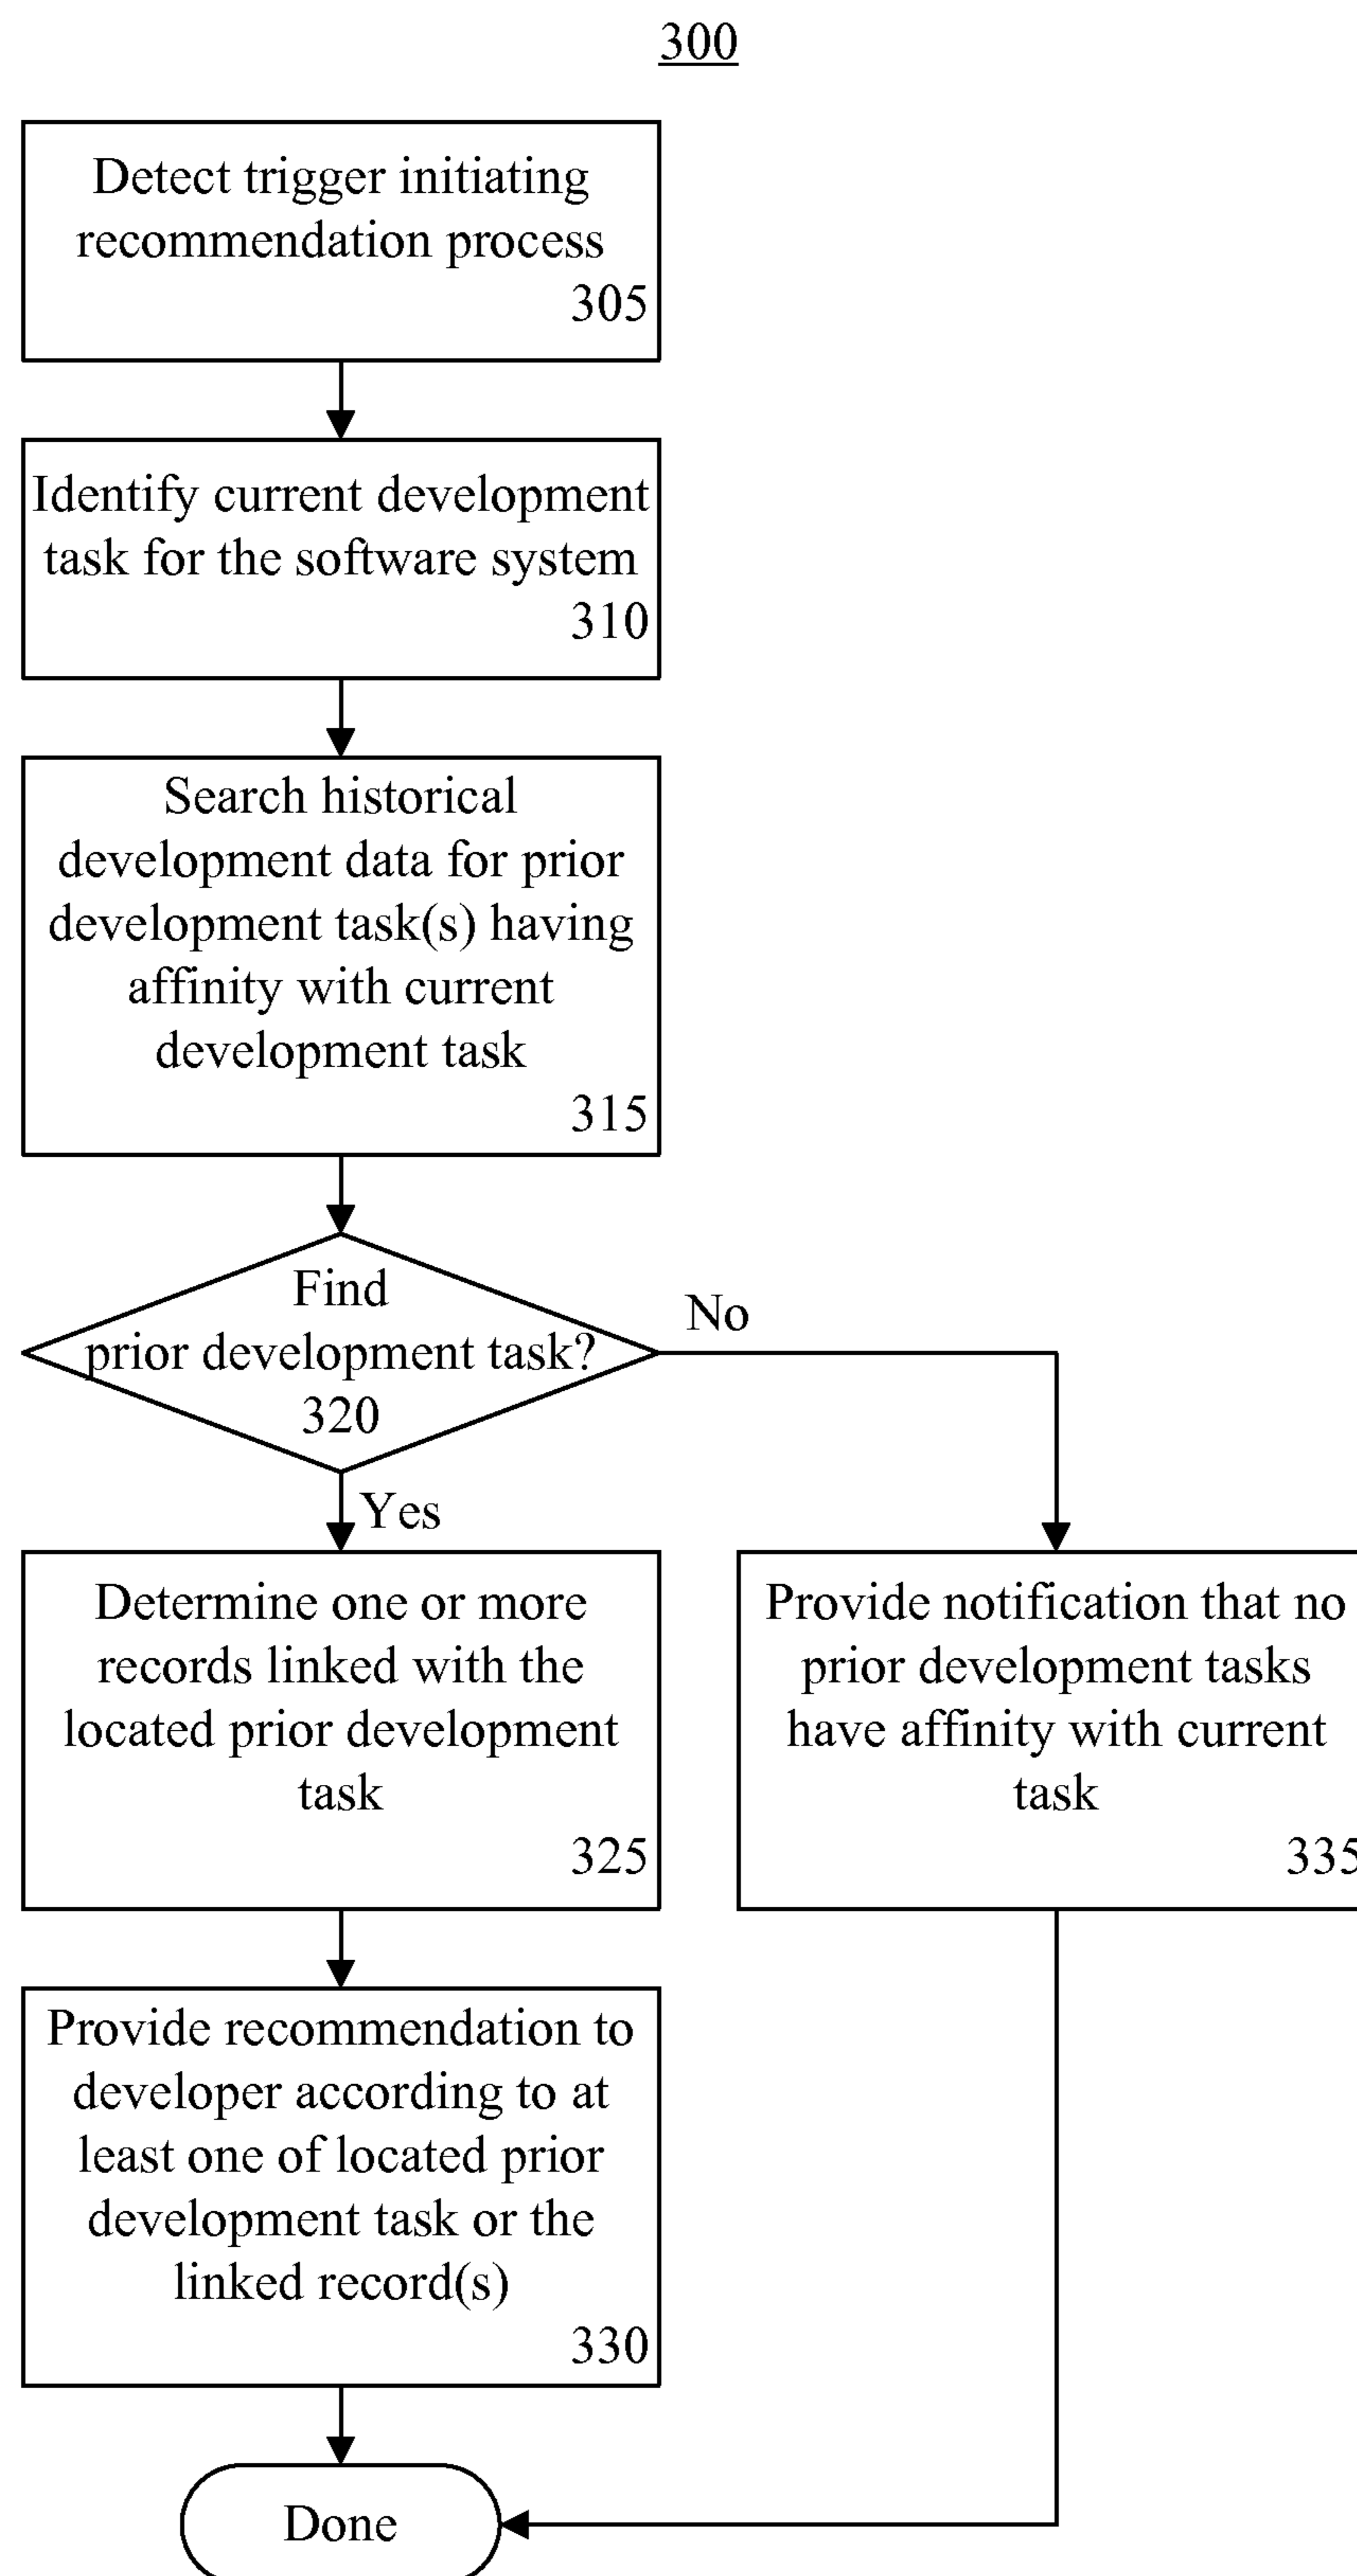 300
Detect trigger initiating
recommendation process
305
Identify current development
task for the software system
310
Search historical
development data for prior
development task(s) having
affinity with current
development task
315
Find
prior development task?
320
No
Yes
Determine one or more
records linked with the
located prior development
task
325
Provide notification that no
prior development tasks
have affinity with current
task
335
Provide recommendation to
developer according to at
least one of located prior
development task or the
linked record(s)
330
Done